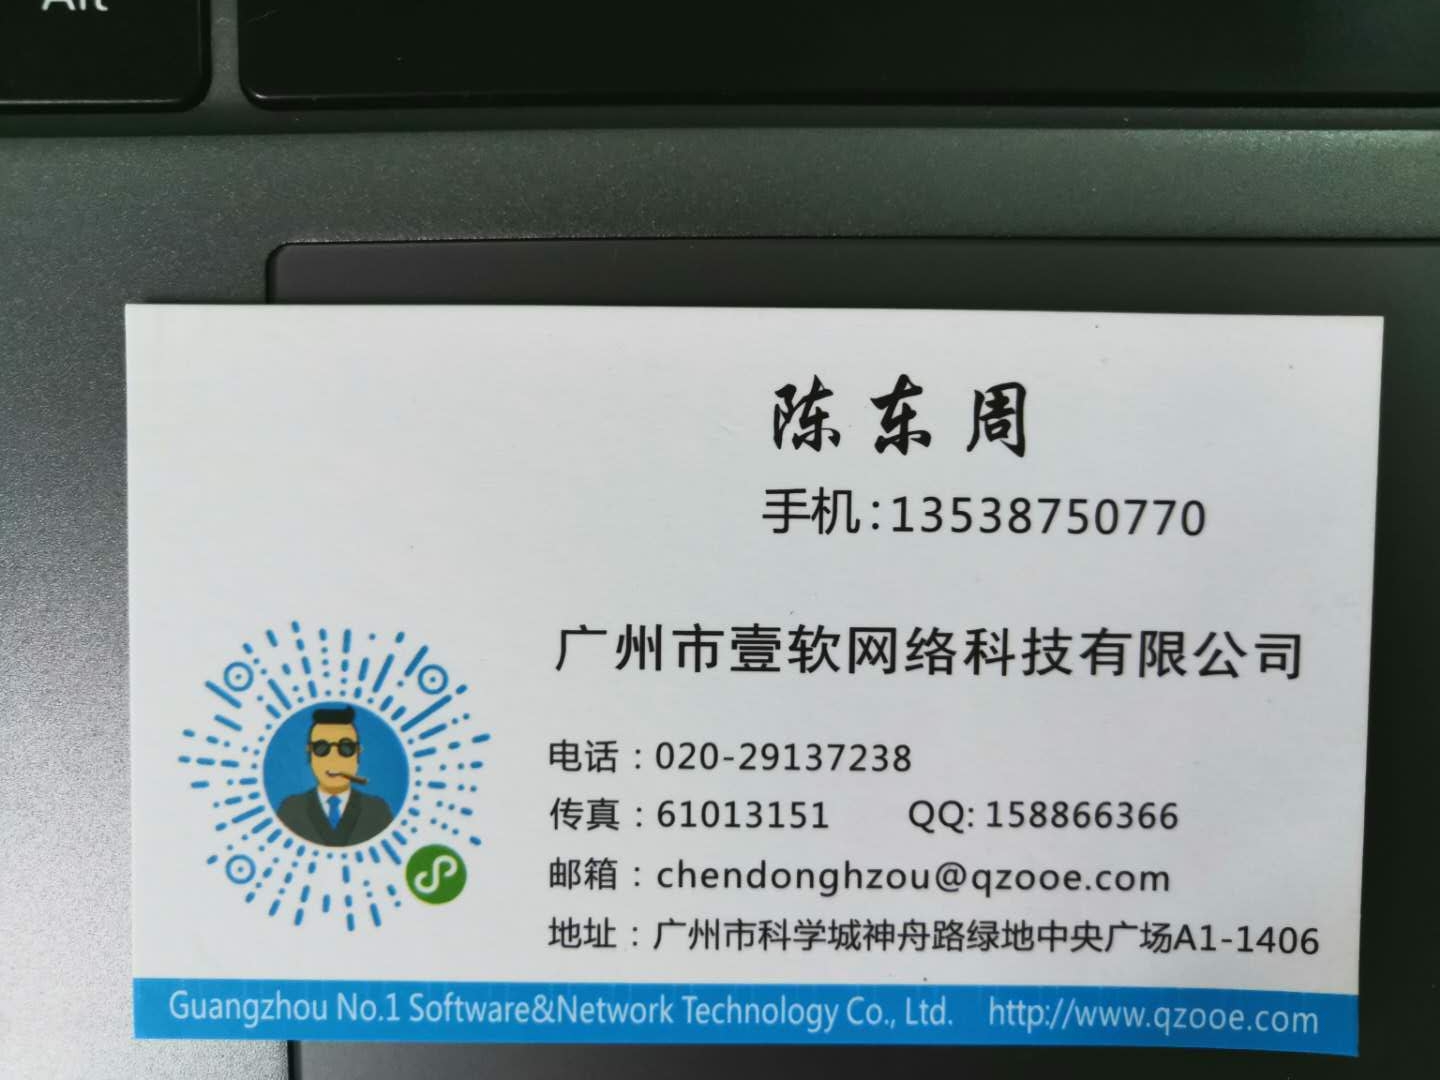 Alt
陈东周
手机:13538750770
广州市壹软网络科技有限公司
电话：020-29137238
传真：61013151 QQ: 158866366
邮箱：chendonghzou@qzooe.com
地址：广州市科学城神舟路绿地中央广场A1-1406
Guangzhou No.1 Software&Network Technology Co., Ltd. http://www.qzooe.com